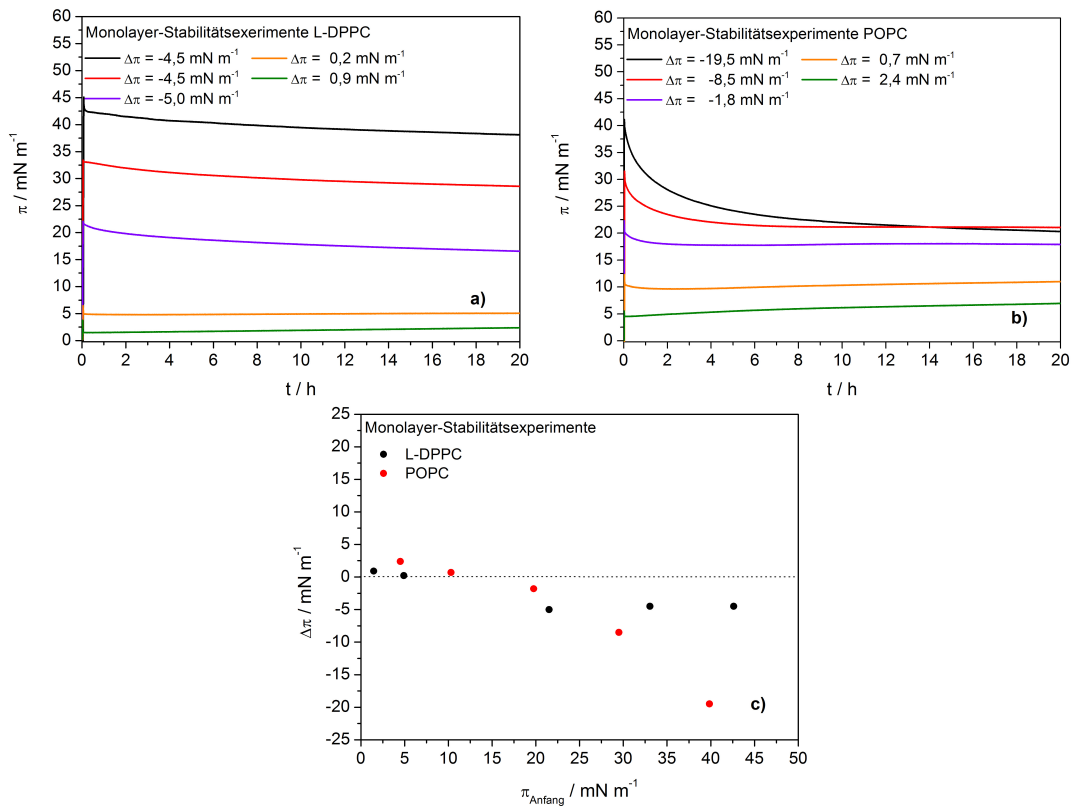 Monolayer-Stabilitätsexperimente L-DPPC
Δπ = -4,5 mN m⁻¹
Δπ = 0,2 mN m⁻¹
Δπ = -4,5 mN m⁻¹
Δπ = 0,9 mN m⁻¹
Δπ = -5,0 mN m⁻¹
60
55
50
45
40
35
30
25
20
15
10
5
0
π / mN m⁻¹
a)
0 2 4 6 8 10 12 14 16 18 20
t / h
Monolayer-Stabilitätsexperimente POPC
Δπ = -19,5 mN m⁻¹
Δπ = 0,7 mN m⁻¹
Δπ = -8,5 mN m⁻¹
Δπ = 2,4 mN m⁻¹
Δπ = -1,8 mN m⁻¹
60
55
50
45
40
35
30
25
20
15
10
5
0
π / mN m⁻¹
b)
0 2 4 6 8 10 12 14 16 18 20
t / h
Monolayer-Stabilitätsexperimente
L-DPPC
POPC
25
20
15
10
5
0
-5
-10
-15
-20
-25
Δπ / mN m⁻¹
c)
0 5 10 15 20 25 30 35 40 45 50
π_Anfang / mN m⁻¹